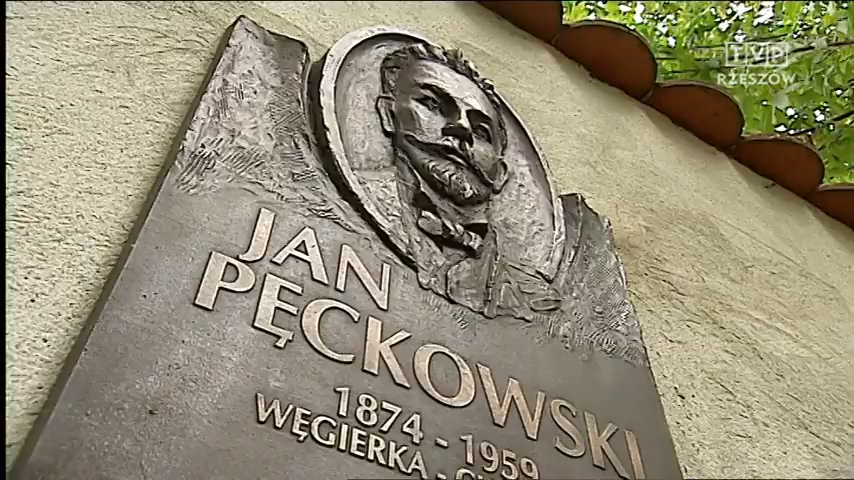 TVP
RZESZÓW
JAN
PĘCKOWSKI
1874 - 1959
WĘGIERKA -